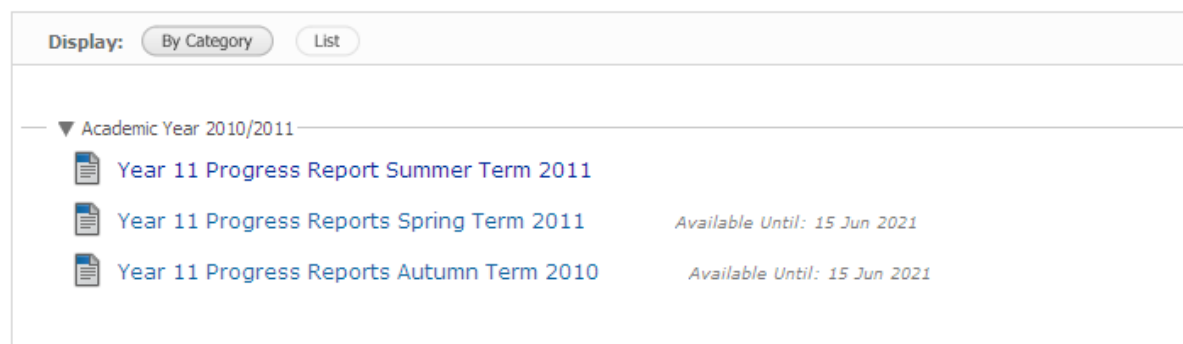 Display: By Category List
Academic Year 2010/2011
Year 11 Progress Report Summer Term 2011
Year 11 Progress Reports Spring Term 2011 Available Until: 15 Jun 2021
Year 11 Progress Reports Autumn Term 2010 Available Until: 15 Jun 2021